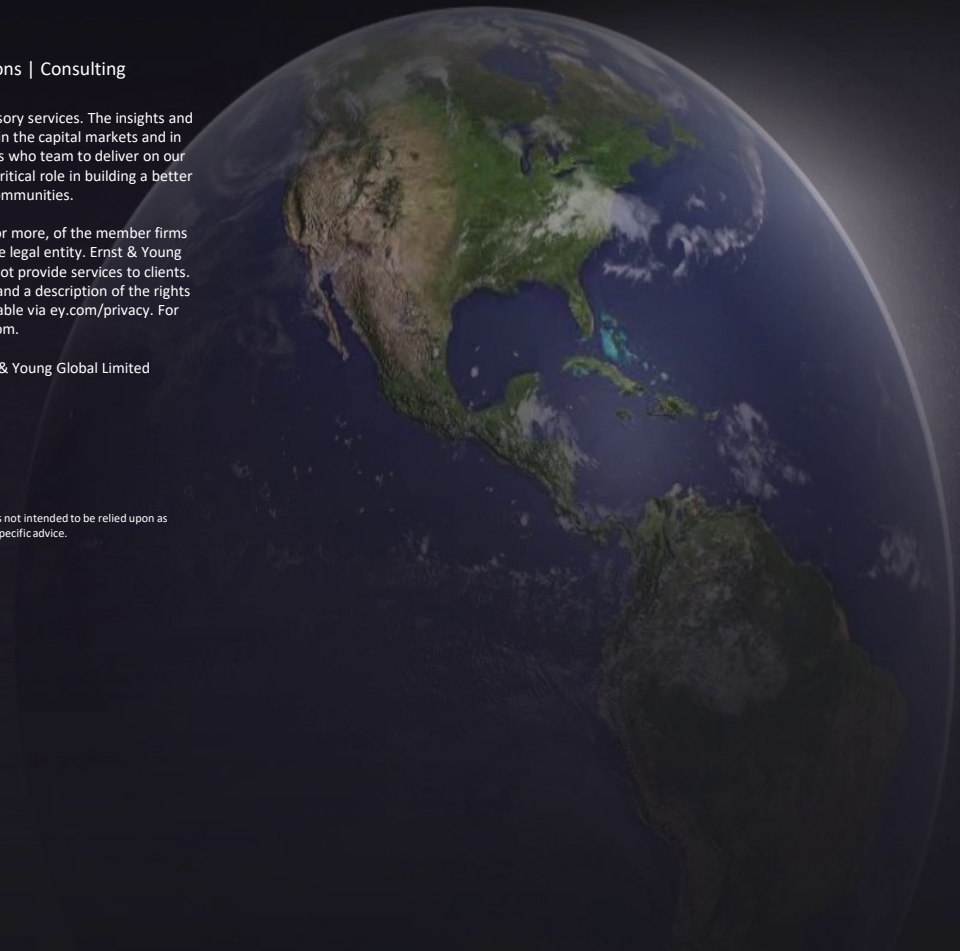 ons | Consulting
sory services. The insights and
in the capital markets and in
s who team to deliver on our
critical role in building a better
ommunities.
or more, of the member firms
e legal entity. Ernst & Young
ot provide services to clients.
and a description of the rights
able via ey.com/privacy. For
om.
& Young Global Limited
s not intended to be relied upon as
pecific advice.